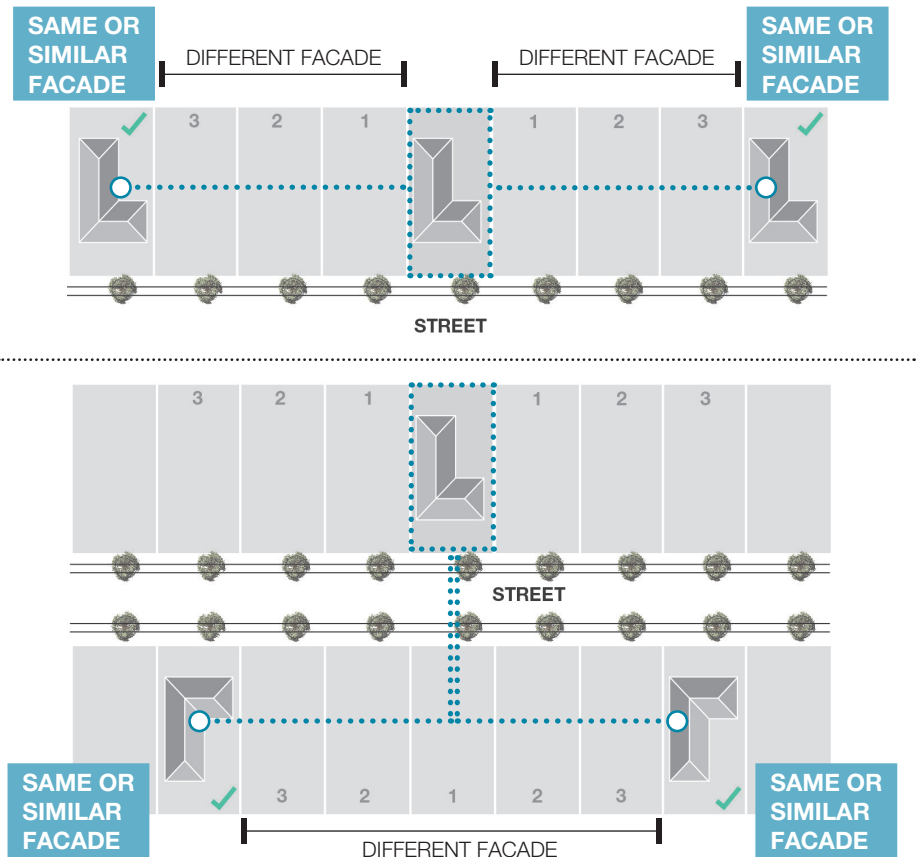 SAME OR
SIMILAR
FACADE
DIFFERENT FACADE
DIFFERENT FACADE
SAME OR
SIMILAR
FACADE
3 2 1 1 2 3
STREET
3 2 1 1 2 3
STREET
SAME OR
SIMILAR
FACADE
3 2 1 2 3
SAME OR
SIMILAR
FACADE
DIFFERENT FACADE